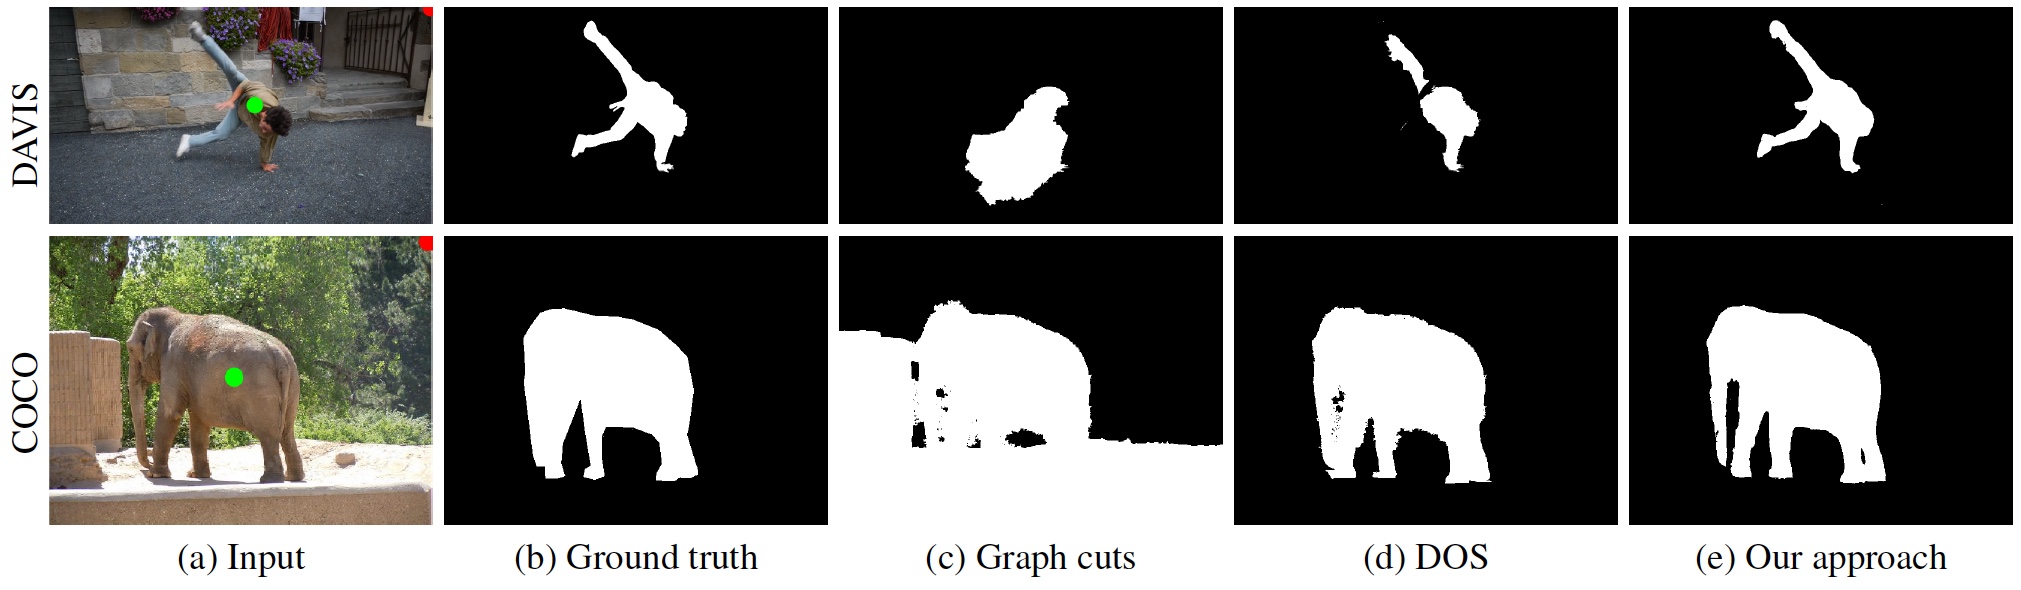 DAVIS
COCO
(a) Input
(b) Ground truth
(c) Graph cuts
(d) DOS
(e) Our approach